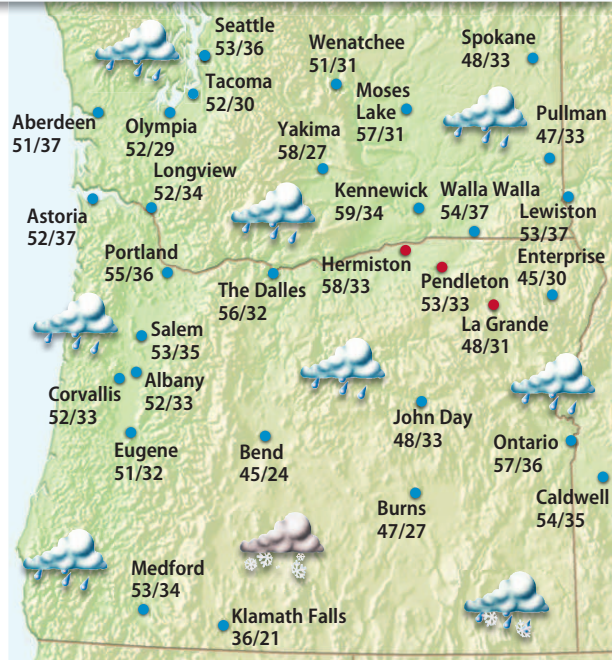 Seattle
53/36
Wenatchee
51/31
Spokane
48/33
Tacoma
52/30
Moses
Lake
57/31
Aberdeen
51/37
Olympia
52/29
Pullman
47/33
Yakima
58/27
Longview
52/34
Kennewick
59/34
Walla Walla
54/37
Lewiston
53/37
Astoria
52/37
Portland
55/36
The Dalles
56/32
Hermiston
58/33
Pendleton
53/33
Enterprise
45/30
La Grande
48/31
Salem
53/35
Corvallis
52/33
Albany
52/33
John Day
48/33
Eugene
51/32
Bend
45/24
Ontario
57/36
Burns
47/27
Caldwell
54/35
Medford
53/34
Klamath Falls
36/21